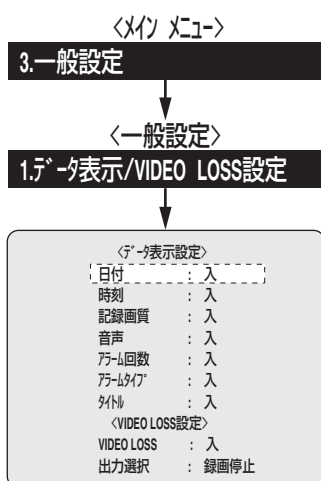 〈ﾒｲﾝ ﾒﾆｭｰ〉
3.一般設定
〈一般設定〉
1.ﾃﾞｰﾀ表示/VIDEO LOSS設定
〈ﾃﾞｰﾀ表示設定〉
日付 : 入
時刻 : 入
記録画質 : 入
音声 : 入
ｱﾗｰﾑ回数 : 入
ｱﾗｰﾑﾀｲﾌﾟ : 入
ﾀｲﾄﾙ : 入
〈VIDEO LOSS設定〉
VIDEO LOSS : 入
出力選択 : 録画停止